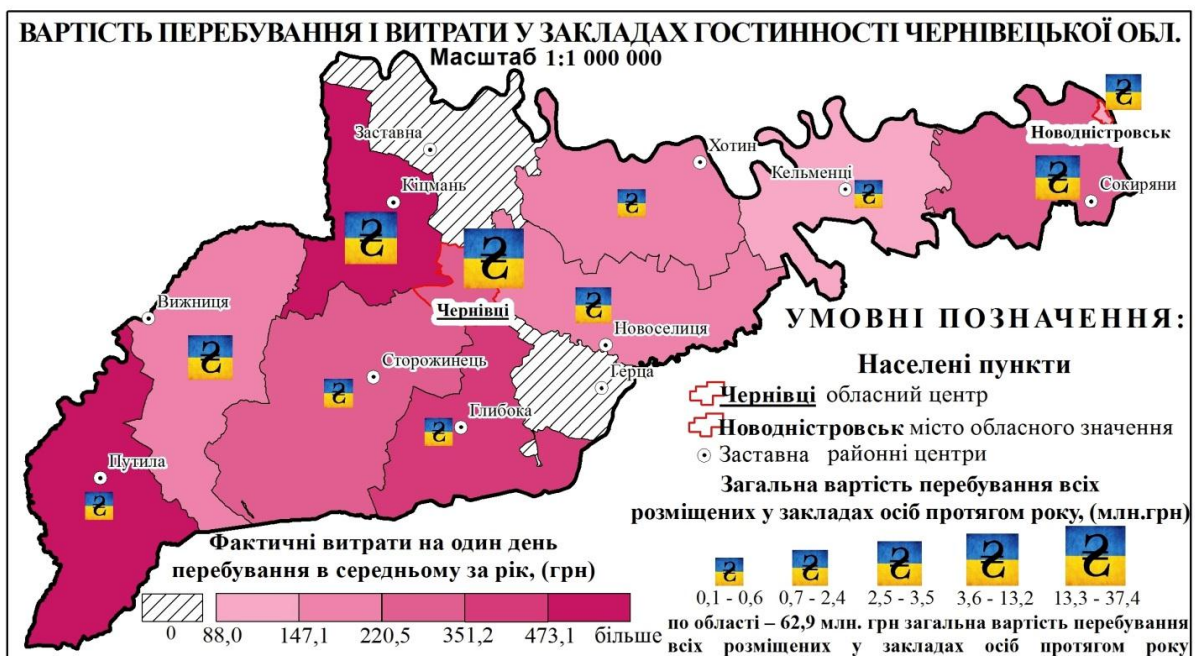 ВАРТІСТЬ ПЕРЕБУВАННЯ І ВИТРАТИ У ЗАКЛАДАХ ГОСТИННОСТІ ЧЕРНІВЕЦЬКОЇ ОБЛ.
Масштаб 1:1 000 000
Заставна
Хотин
Новодністровськ
Кіцмань
Кельменці
Сокиряни
Вижниця
Чернівці
Новоселиця
Сторожинець
Герца
Глибока
Путила
УМОВНІ ПОЗНАЧЕННЯ:
Населені пункти
Чернівці обласний центр
Новодністровськ місто обласного значення
Заставна районні центри
Загальна вартість перебування всіх
розміщених у закладах осіб протягом року, (млн.грн)
₴ ₴ ₴ ₴ ₴
0,1 - 0,6 0,7 - 2,4 2,5 - 3,5 3,6 - 13,2 13,3 - 37,4
по області – 62,9 млн. грн загальна вартість перебування
всіх розміщених у закладах осіб протягом року
Фактичні витрати на один день
перебування в середньому за рік, (грн)
0 88,0 147,1 220,5 351,2 473,1 більше